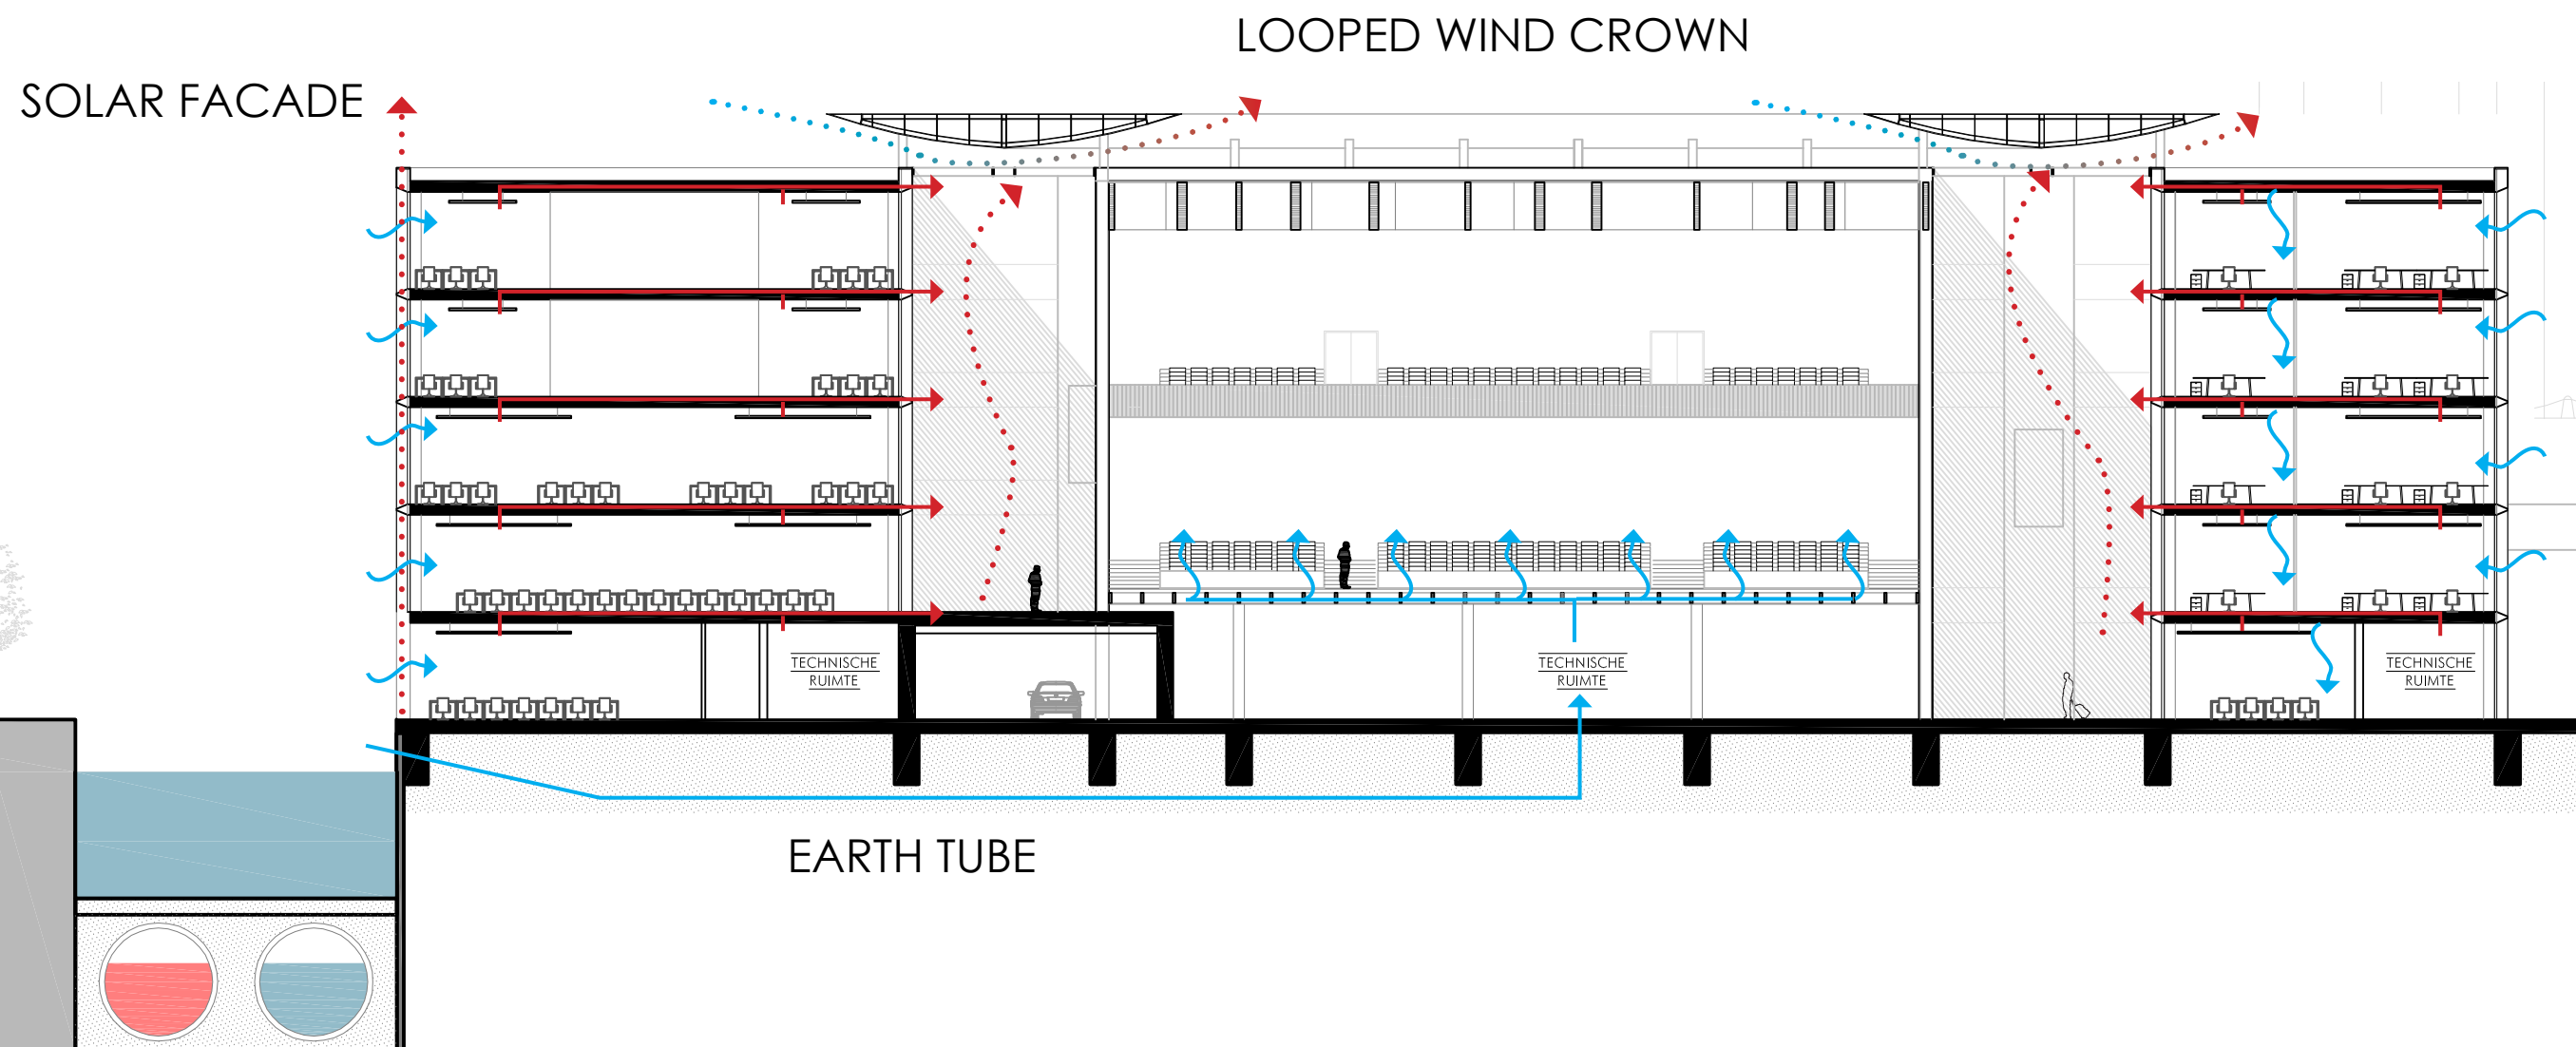 LOOPED WIND CROWN
SOLAR FACADE
TECHNISCHE
RUIMTE
TECHNISCHE
RUIMTE
TECHNISCHE
RUIMTE
EARTH TUBE